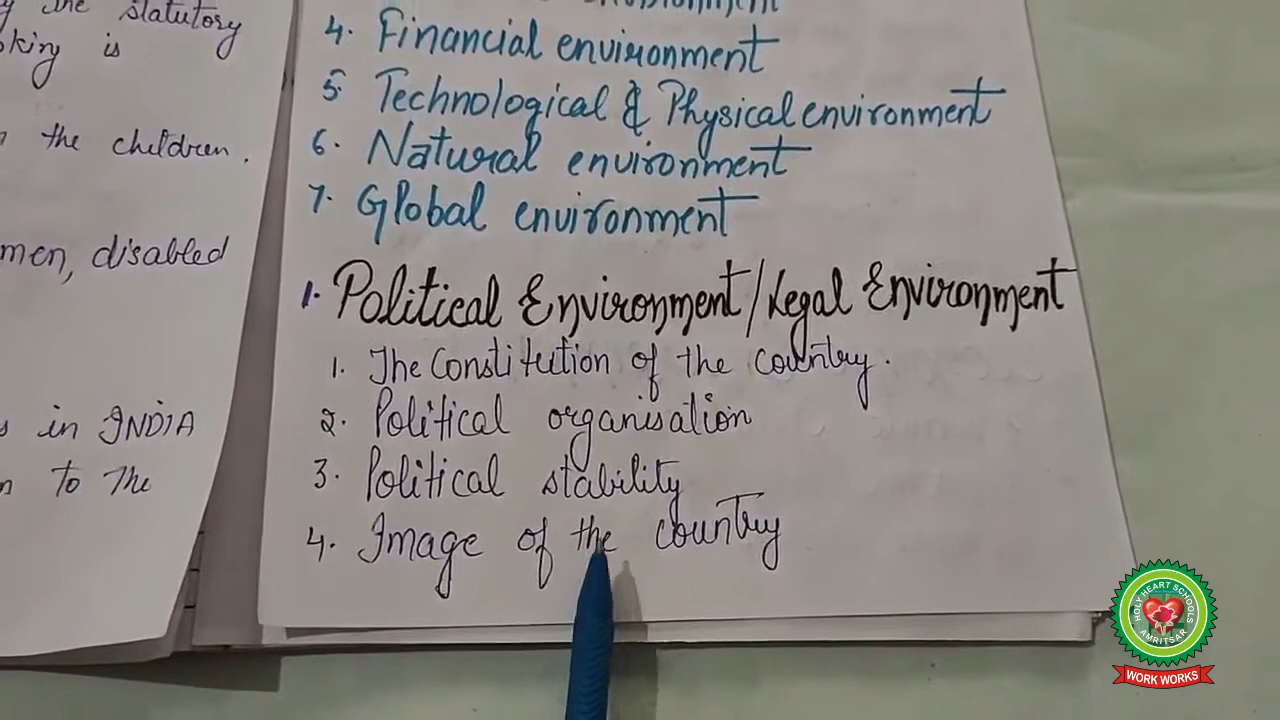 the statutory
is
the children.
men, disabled
in INDIA
to the
4. Financial environment
5. Technological & Physical environment
6. Natural environment
7. Global environment
1. Political Environment/Legal Environment
1. The Constitution of the country.
2. Political organisation
3. Political stability
4. Image of the country
HOLY HEART SCHOOLS
AMRITSAR
WORK WORKS